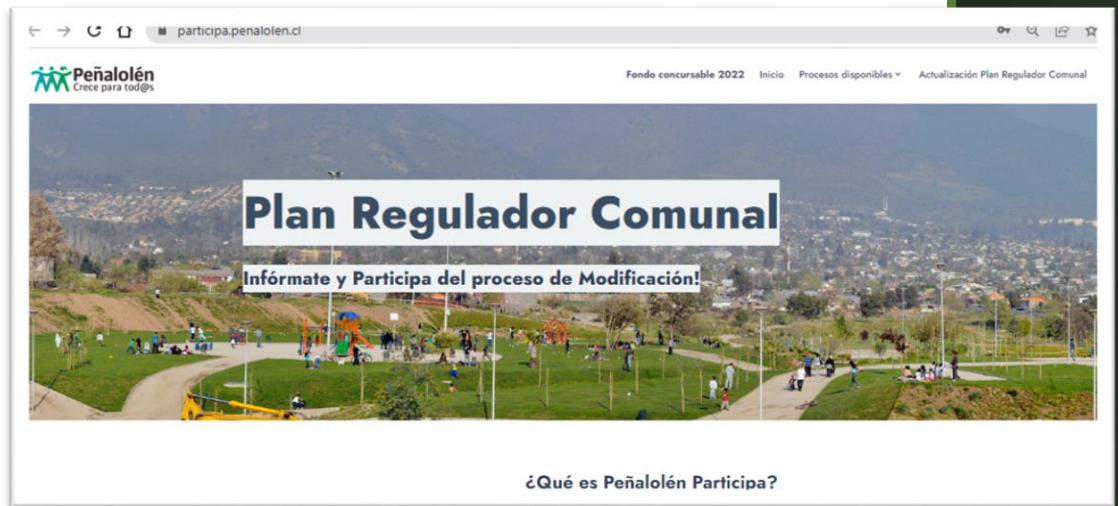 participa.penalolen.cl
Peñalolén
Crece para tod@s
Fondo concursable 2022 Inicio Procesos disponibles Actualización Plan Regulador Comunal
Plan Regulador Comunal
Infórmate y Participa del proceso de Modificación!
¿Qué es Peñalolén Participa?